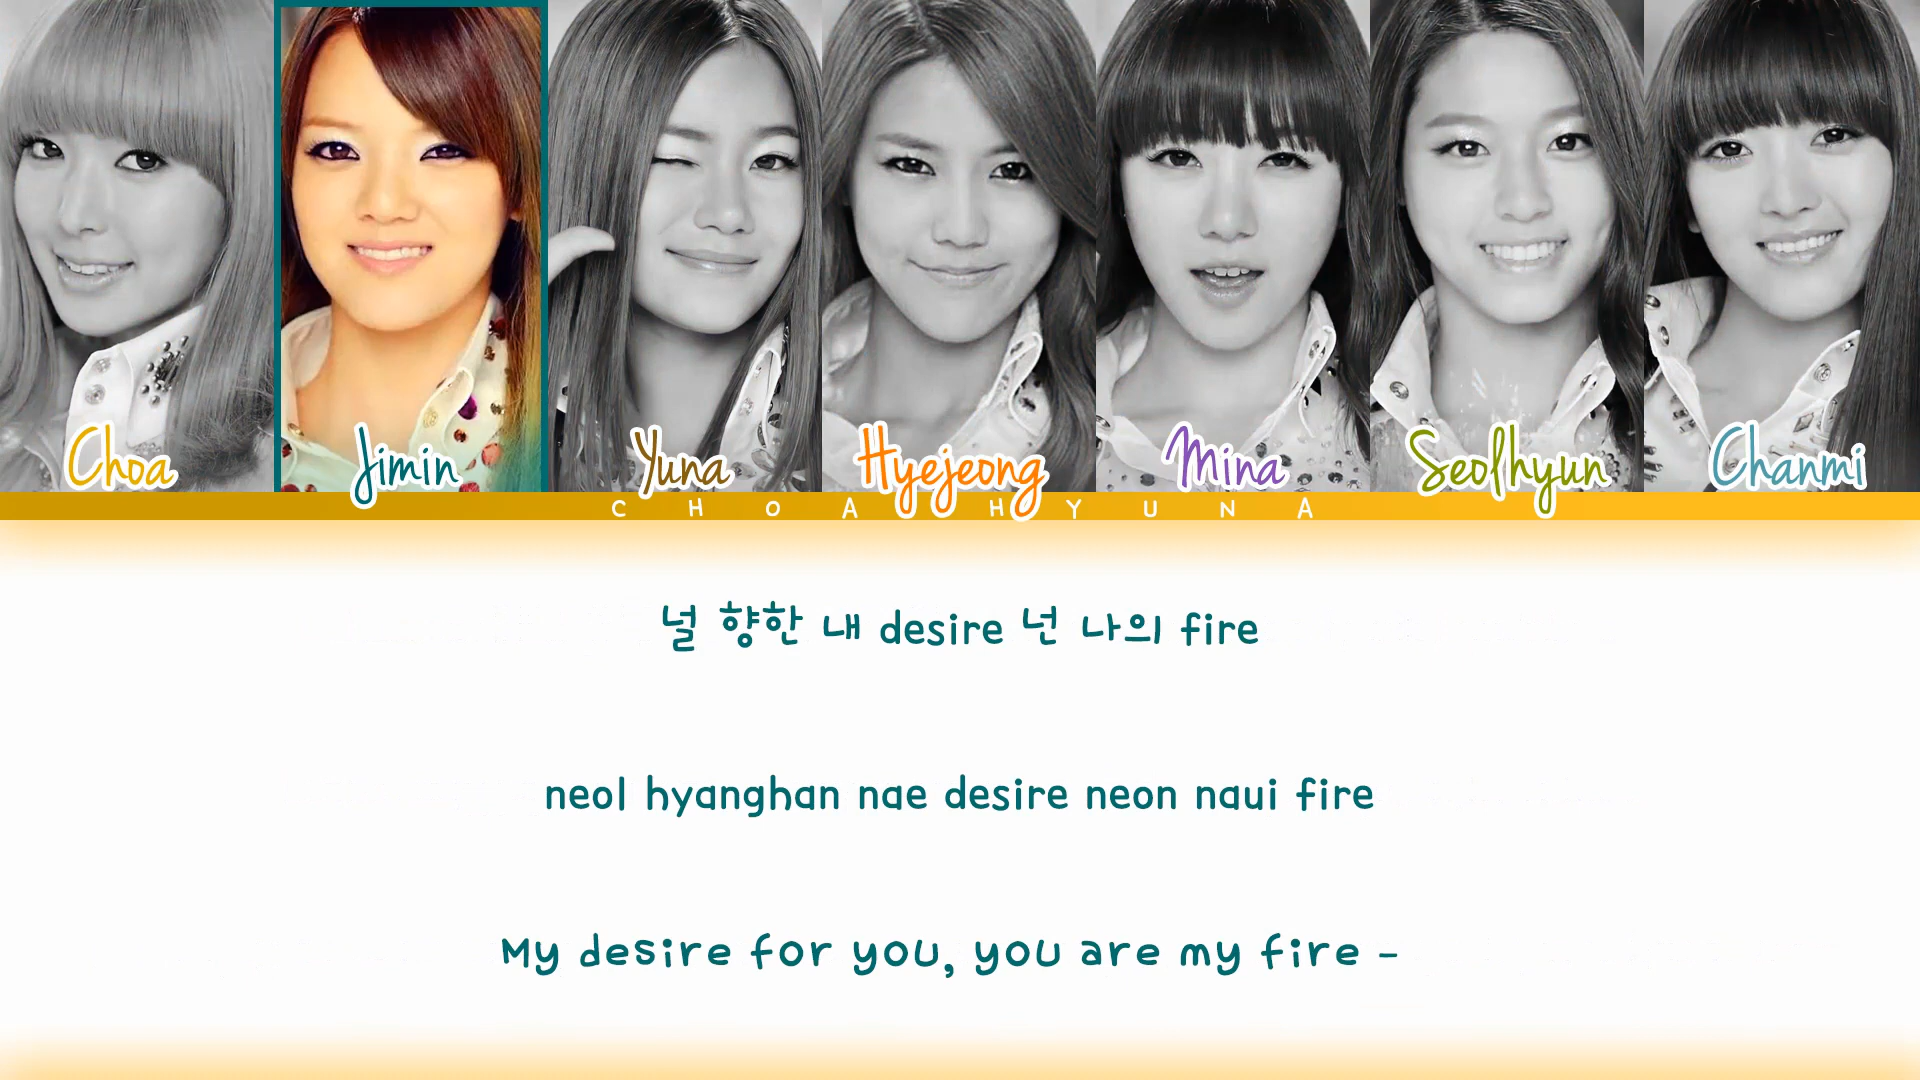 Choa Jimin Yuna Hyejeong Mina Seolhyun Chanmi
CHOAHYUNA
널 향한 내 desire 넌 나의 fire
neol hyanghan nae desire neon naui fire
My desire for you, you are my fire -